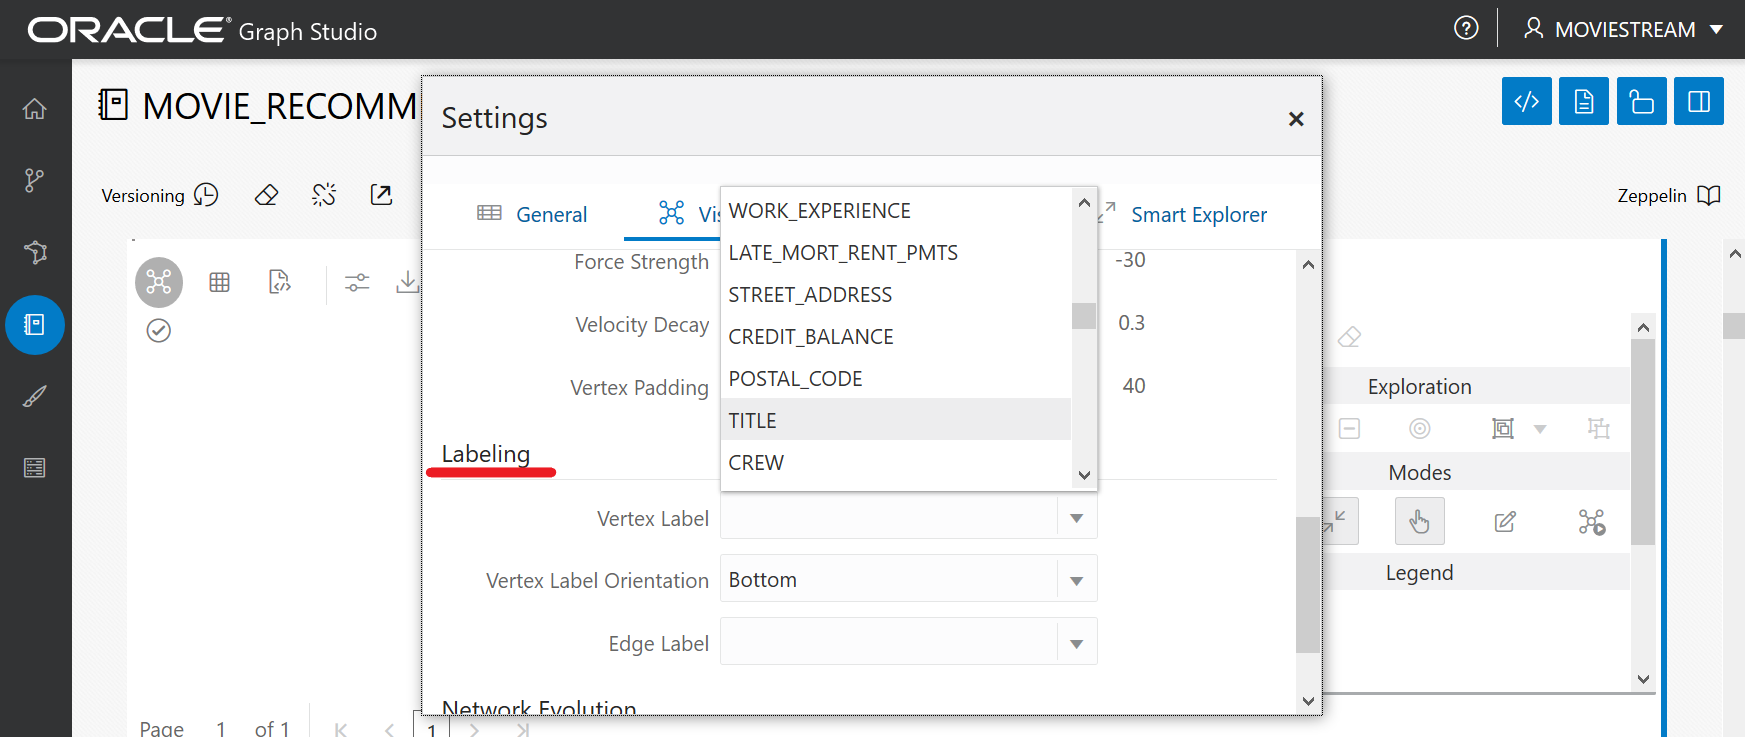 ORACLE® Graph Studio
MOVIESTREAM
MOVIE_RECOMM
Settings
Versioning
Zeppelin
General
Vis
Smart Explorer
WORK_EXPERIENCE
LATE_MORT_RENT_PMTS
STREET_ADDRESS
CREDIT_BALANCE
POSTAL_CODE
TITLE
CREW
Force Strength -30
Velocity Decay 0.3
Vertex Padding 40
Exploration
Labeling
Modes
Vertex Label
Vertex Label Orientation Bottom
Legend
Edge Label
Network Evolution
Page 1 of 1 1